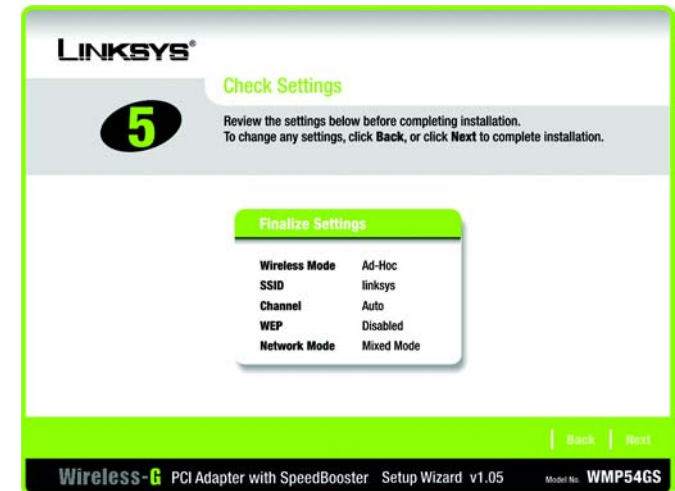 LINKSYS®
Check Settings
5
Review the settings below before completing installation.
To change any settings, click Back, or click Next to complete installation.
Finalize Settings
Wireless Mode Ad-Hoc
SSID linksys
Channel Auto
WEP Disabled
Network Mode Mixed Mode
Back Next
Wireless-G PCI Adapter with SpeedBooster Setup Wizard v1.05 Model No. WMP54GS